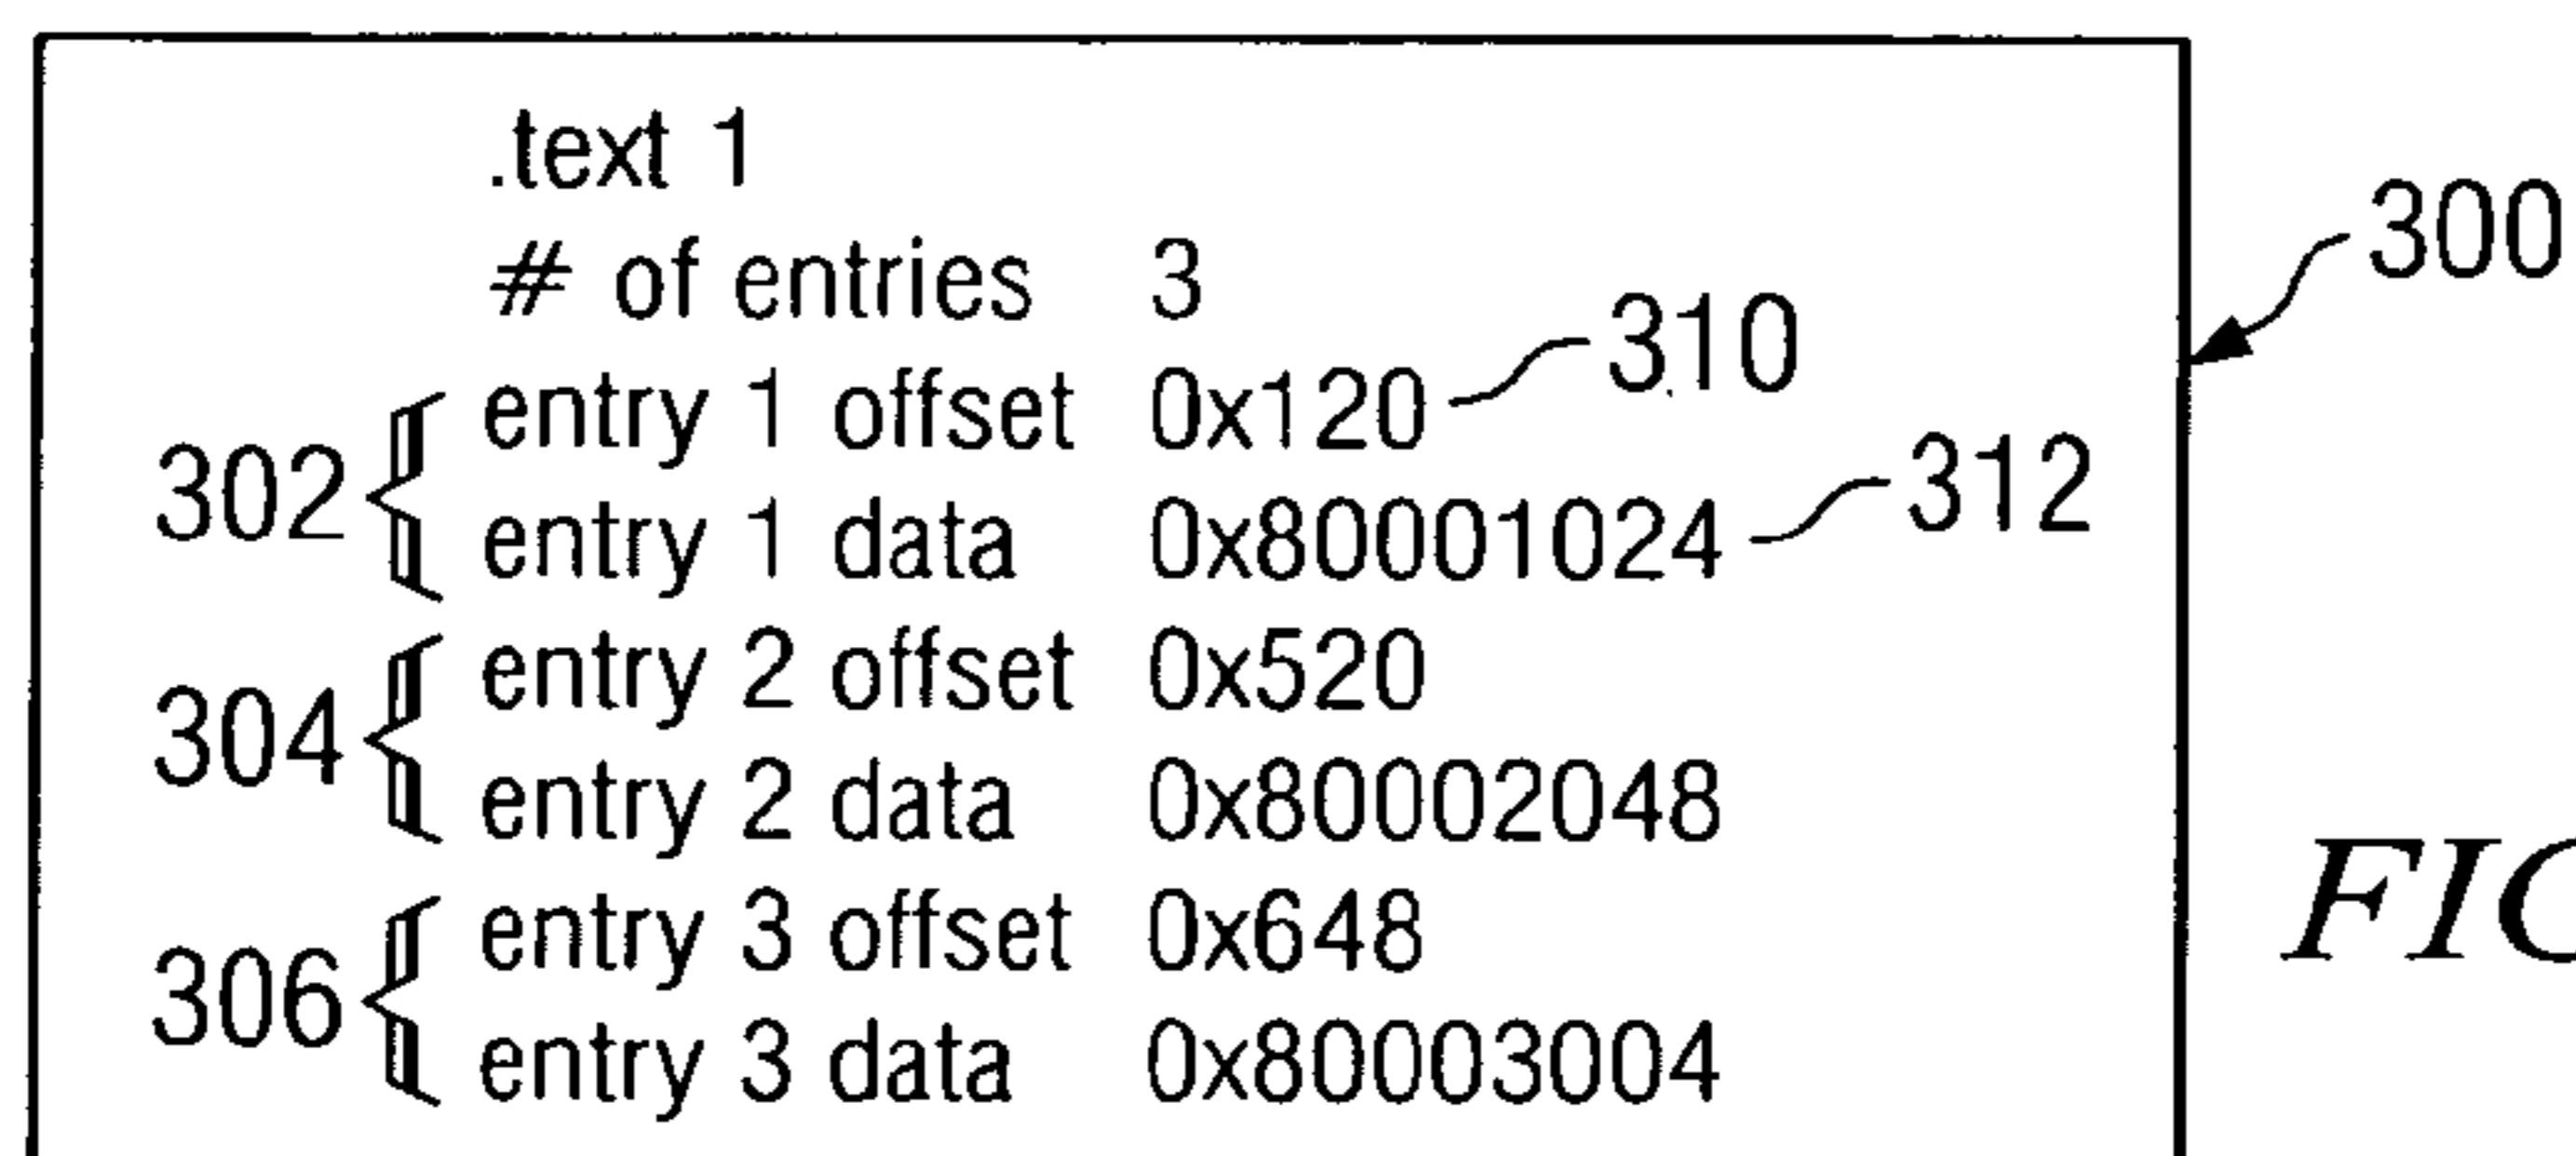 .text 1
# of entries 3
300
entry 1 offset 0x120 310
302 entry 1 data 0x80001024 312
entry 2 offset 0x520
304 entry 2 data 0x80002048
entry 3 offset 0x648
306 entry 3 data 0x80003004